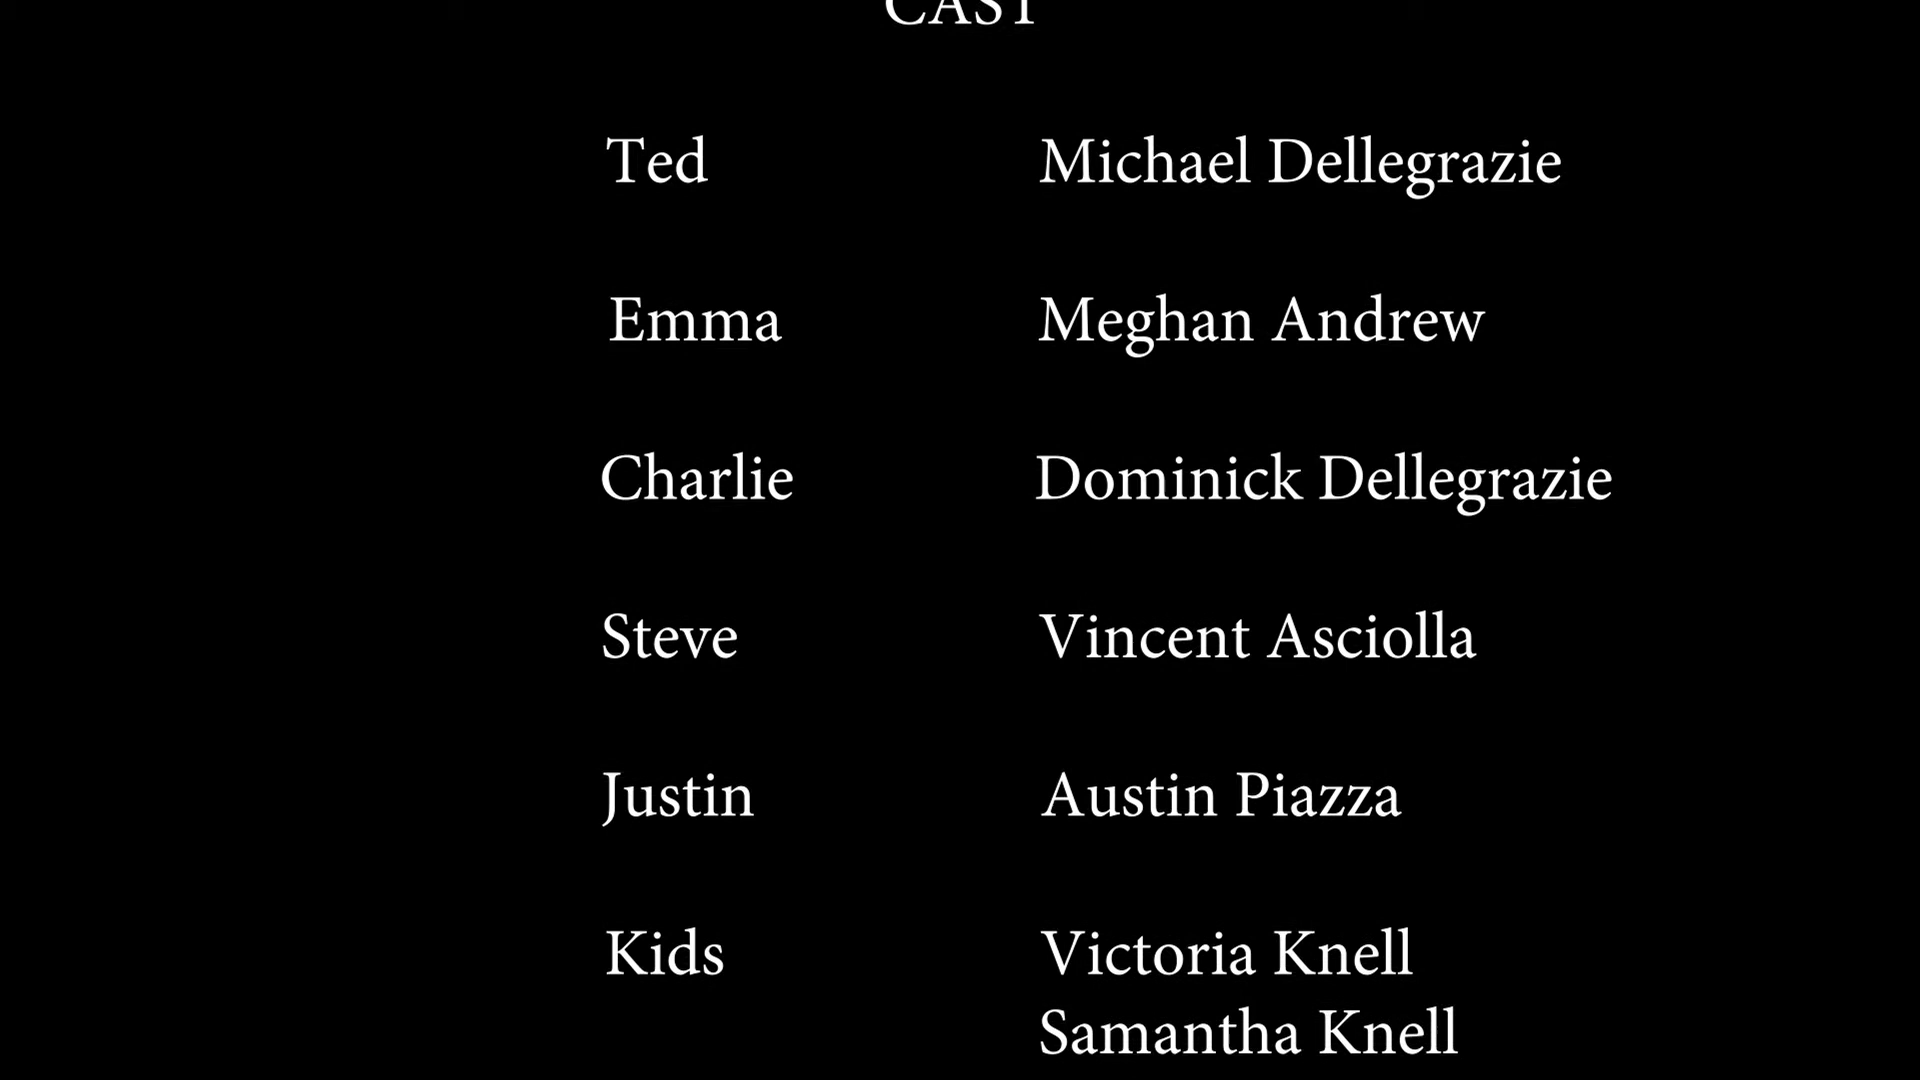 CAST
Ted Michael Dellegrazie
Emma Meghan Andrew
Charlie Dominick Dellegrazie
Steve Vincent Asciolla
Justin Austin Piazza
Kids Victoria Knell
Samantha Knell